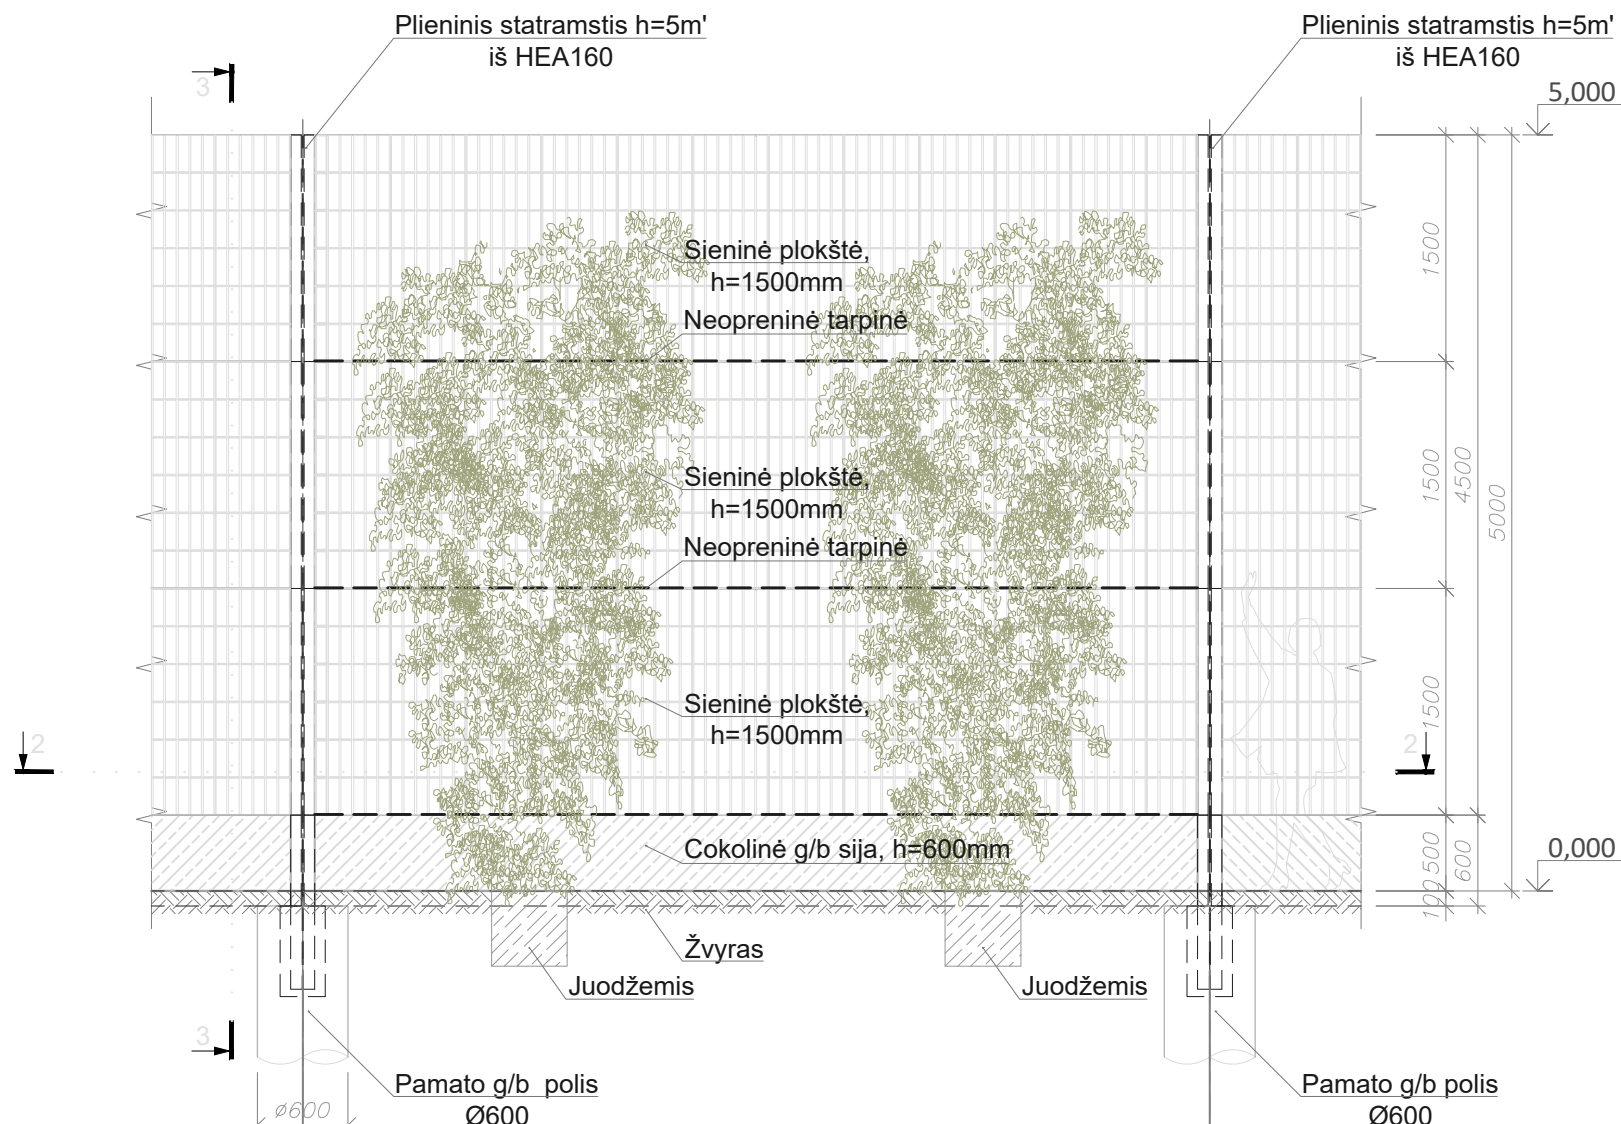 Plieninis statramstis h=5m'
iš HEA160
Plieninis statramstis h=5m'
iš HEA160
3
5,000
Sieninė plokštė,
h=1500mm
1500
Neopreninė tarpinė
Sieninė plokštė,
h=1500mm
1500
4500
5000
Neopreninė tarpinė
Sieninė plokštė,
h=1500mm
1500
2
2
Cokolinė g/b sija, h=600mm
500
600
0,000
100
Žvyras
Juodžemis
Juodžemis
3
Pamato g/b polis
Ø600
Pamato g/b polis
Ø600
ø600